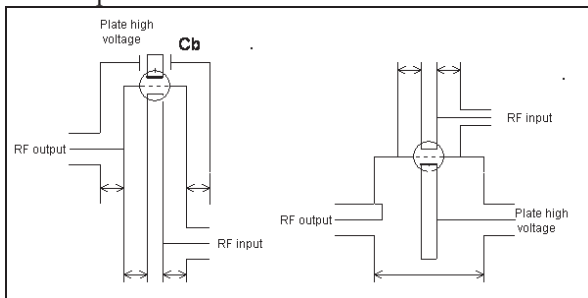 Plate high
voltage
Cb
RF output
RF input
RF input
RF output
Plate high
voltage